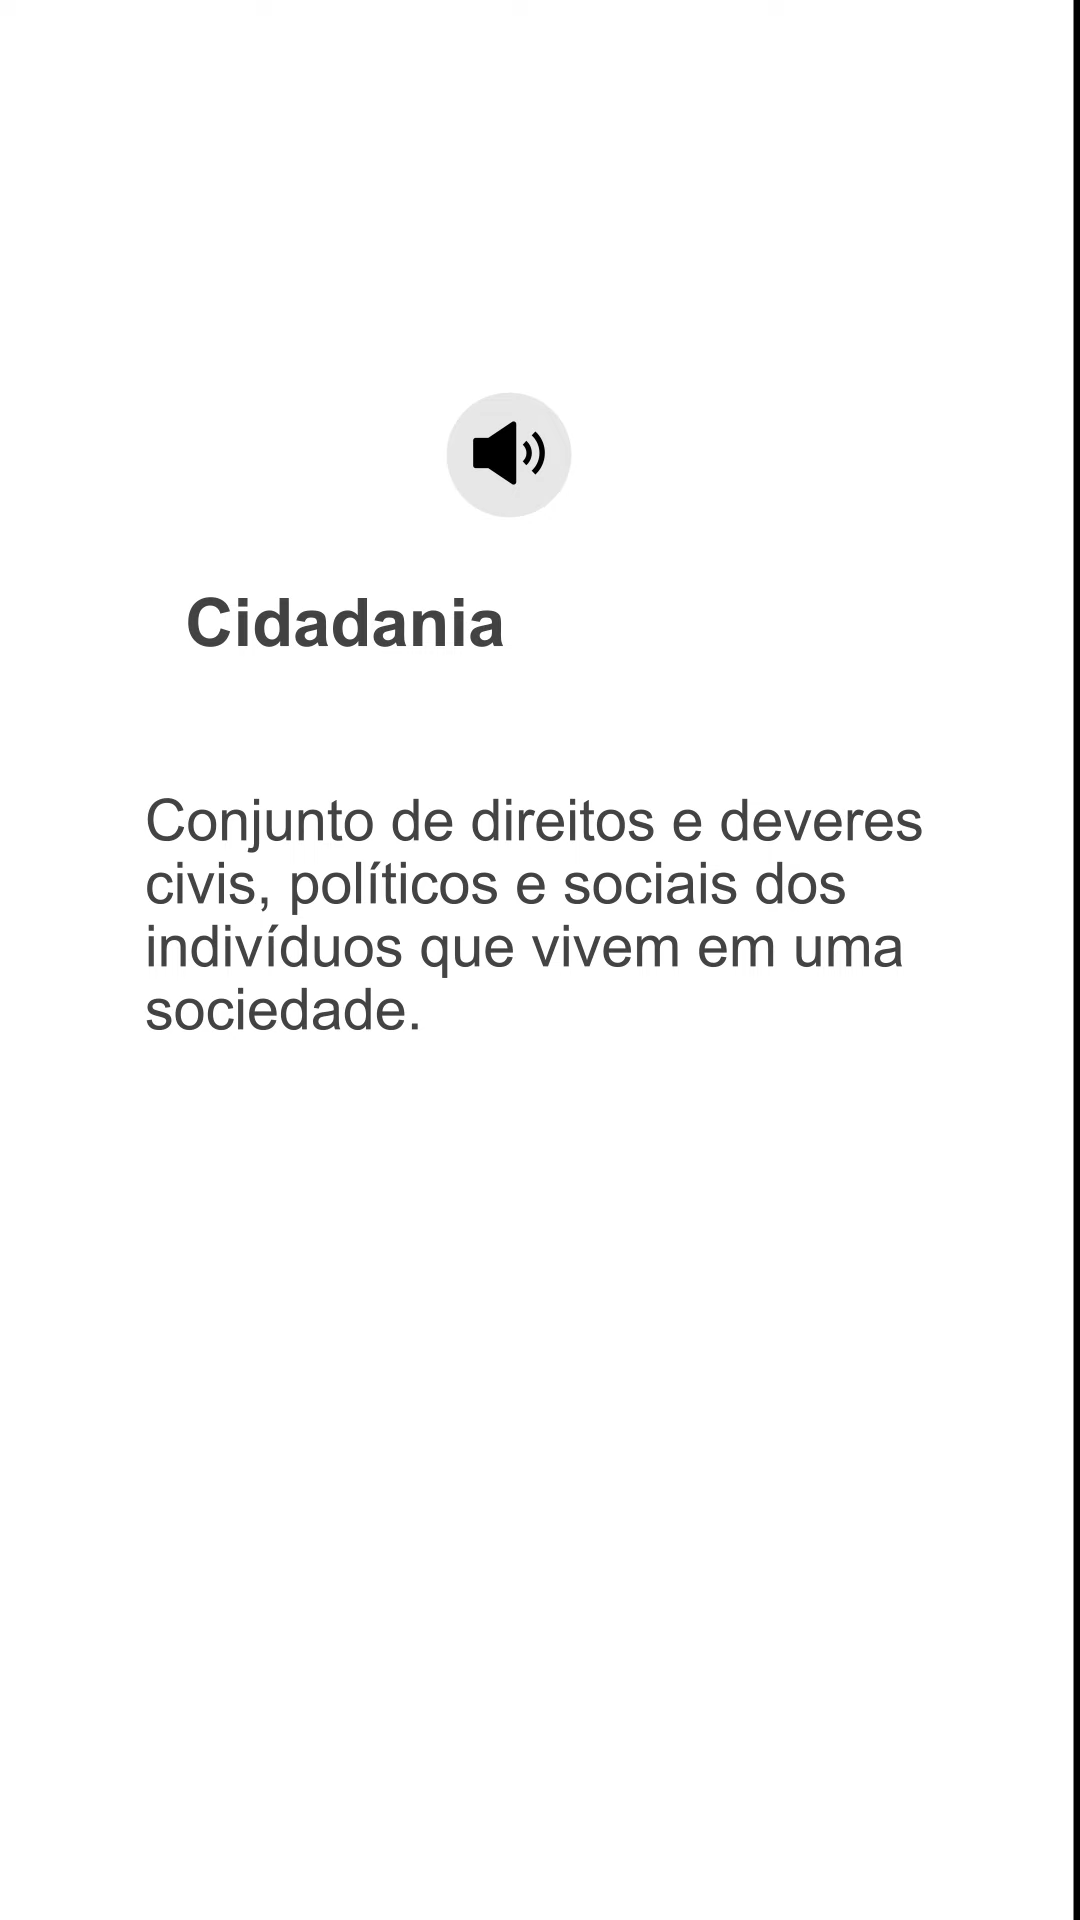 Cidadania
Conjunto de direitos e deveres
civis, políticos e sociais dos
indivíduos que vivem em uma
sociedade.